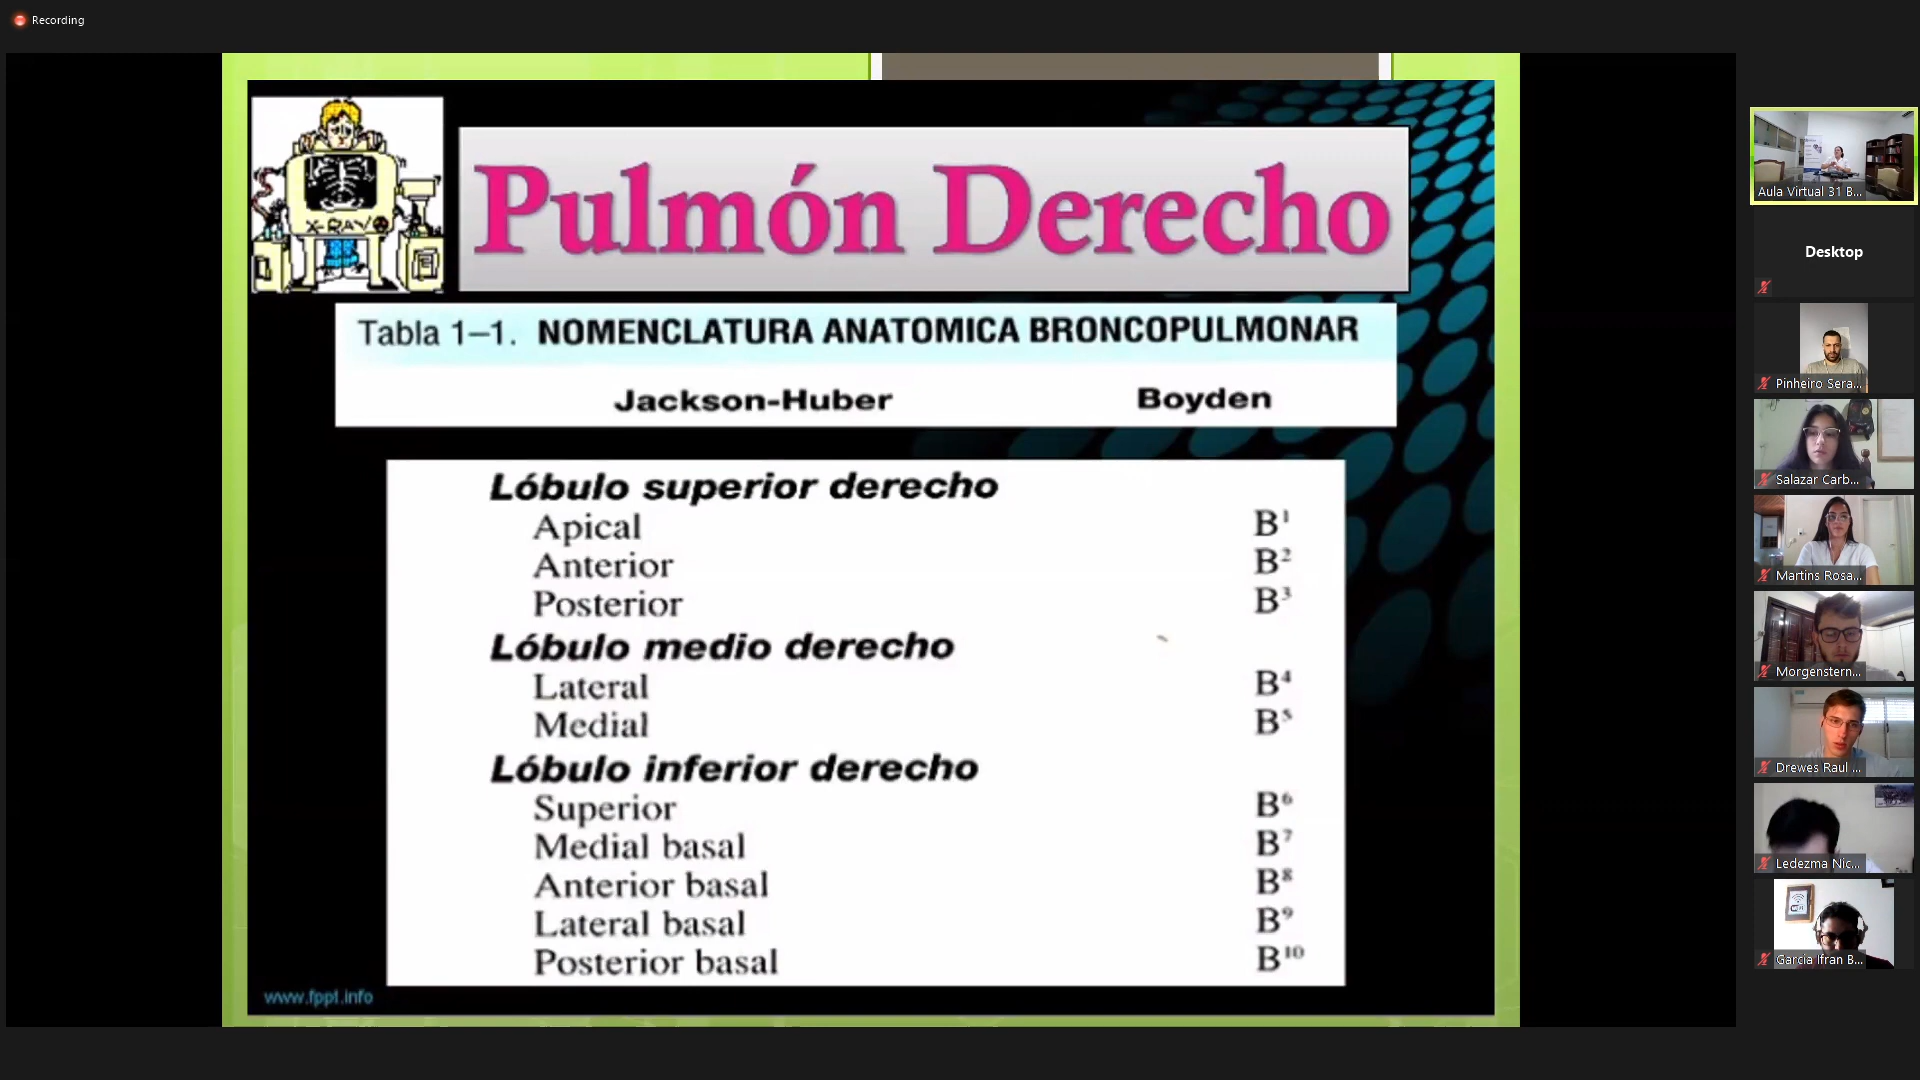 Recording
X-RAY
Pulmón Derecho
Tabla 1–1. NOMENCLATURA ANATOMICA BRONCOPULMONAR
Jackson-Huber Boyden
Lóbulo superior derecho
Apical B¹
Anterior B²
Posterior B³
Lóbulo medio derecho
Lateral B⁴
Medial B⁵
Lóbulo inferior derecho
Superior B⁶
Medial basal B⁷
Anterior basal B⁸
Lateral basal B⁹
Posterior basal B¹⁰
www.fppt.info
Aula Virtual 31 B...
Desktop
Pinheiro Sera...
Salazar Carb...
Martins Rosa...
Morgenstern...
Drewes Raul ...
Ledezma Nic...
Garcia Ifran B...